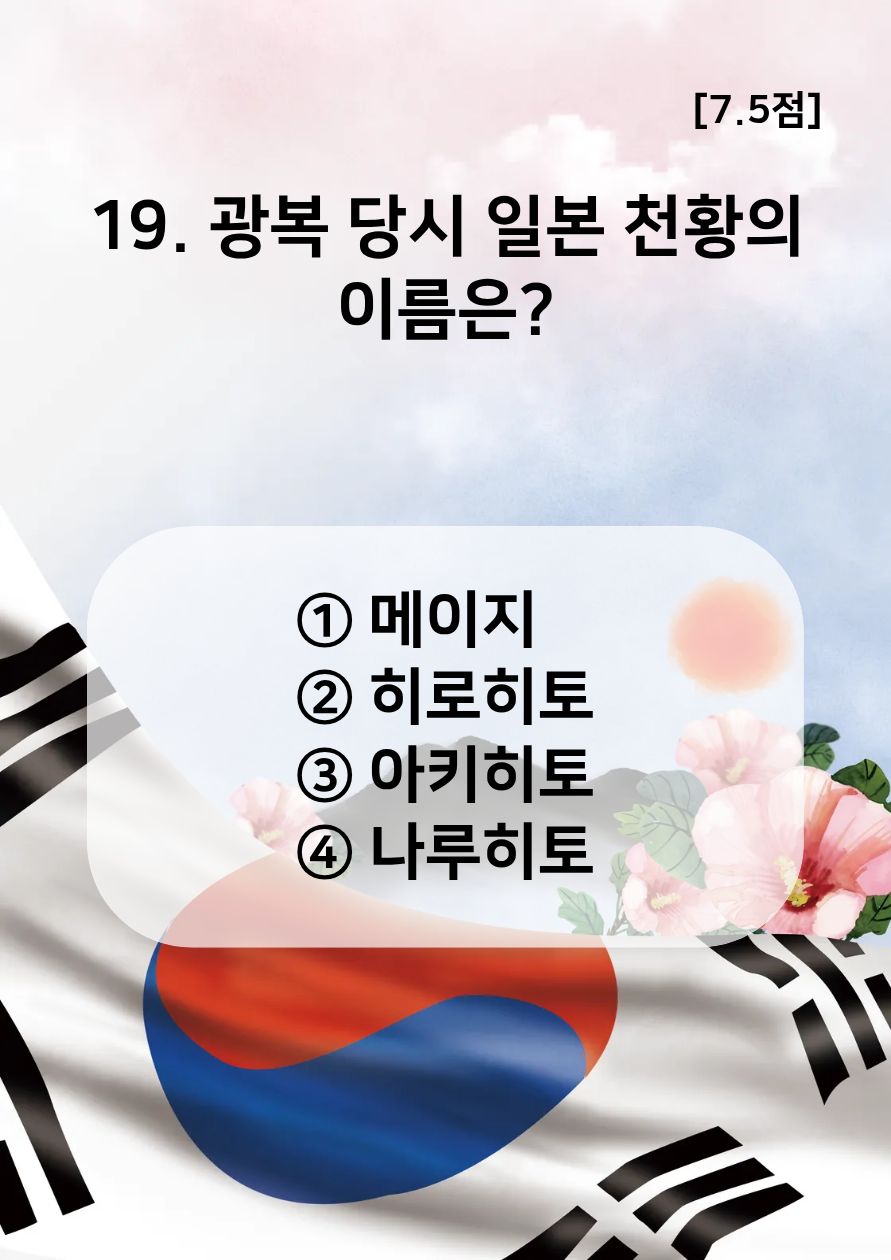 [7.5점]
19. 광복 당시 일본 천황의
이름은?
① 메이지
② 히로히토
③ 아키히토
④ 나루히토